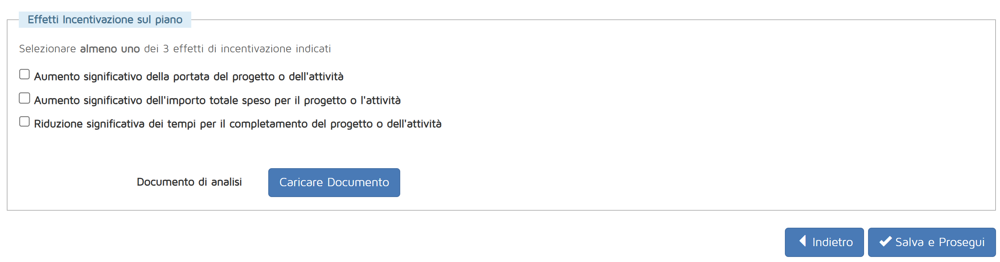 Effetti Incentivazione sul piano
Selezionare almeno uno dei 3 effetti di incentivazione indicati
Aumento significativo della portata del progetto o dell'attività
Aumento significativo dell'importo totale speso per il progetto o l'attività
Riduzione significativa dei tempi per il completamento del progetto o dell'attività
Documento di analisi Caricare Documento
Indietro Salva e Prosegui